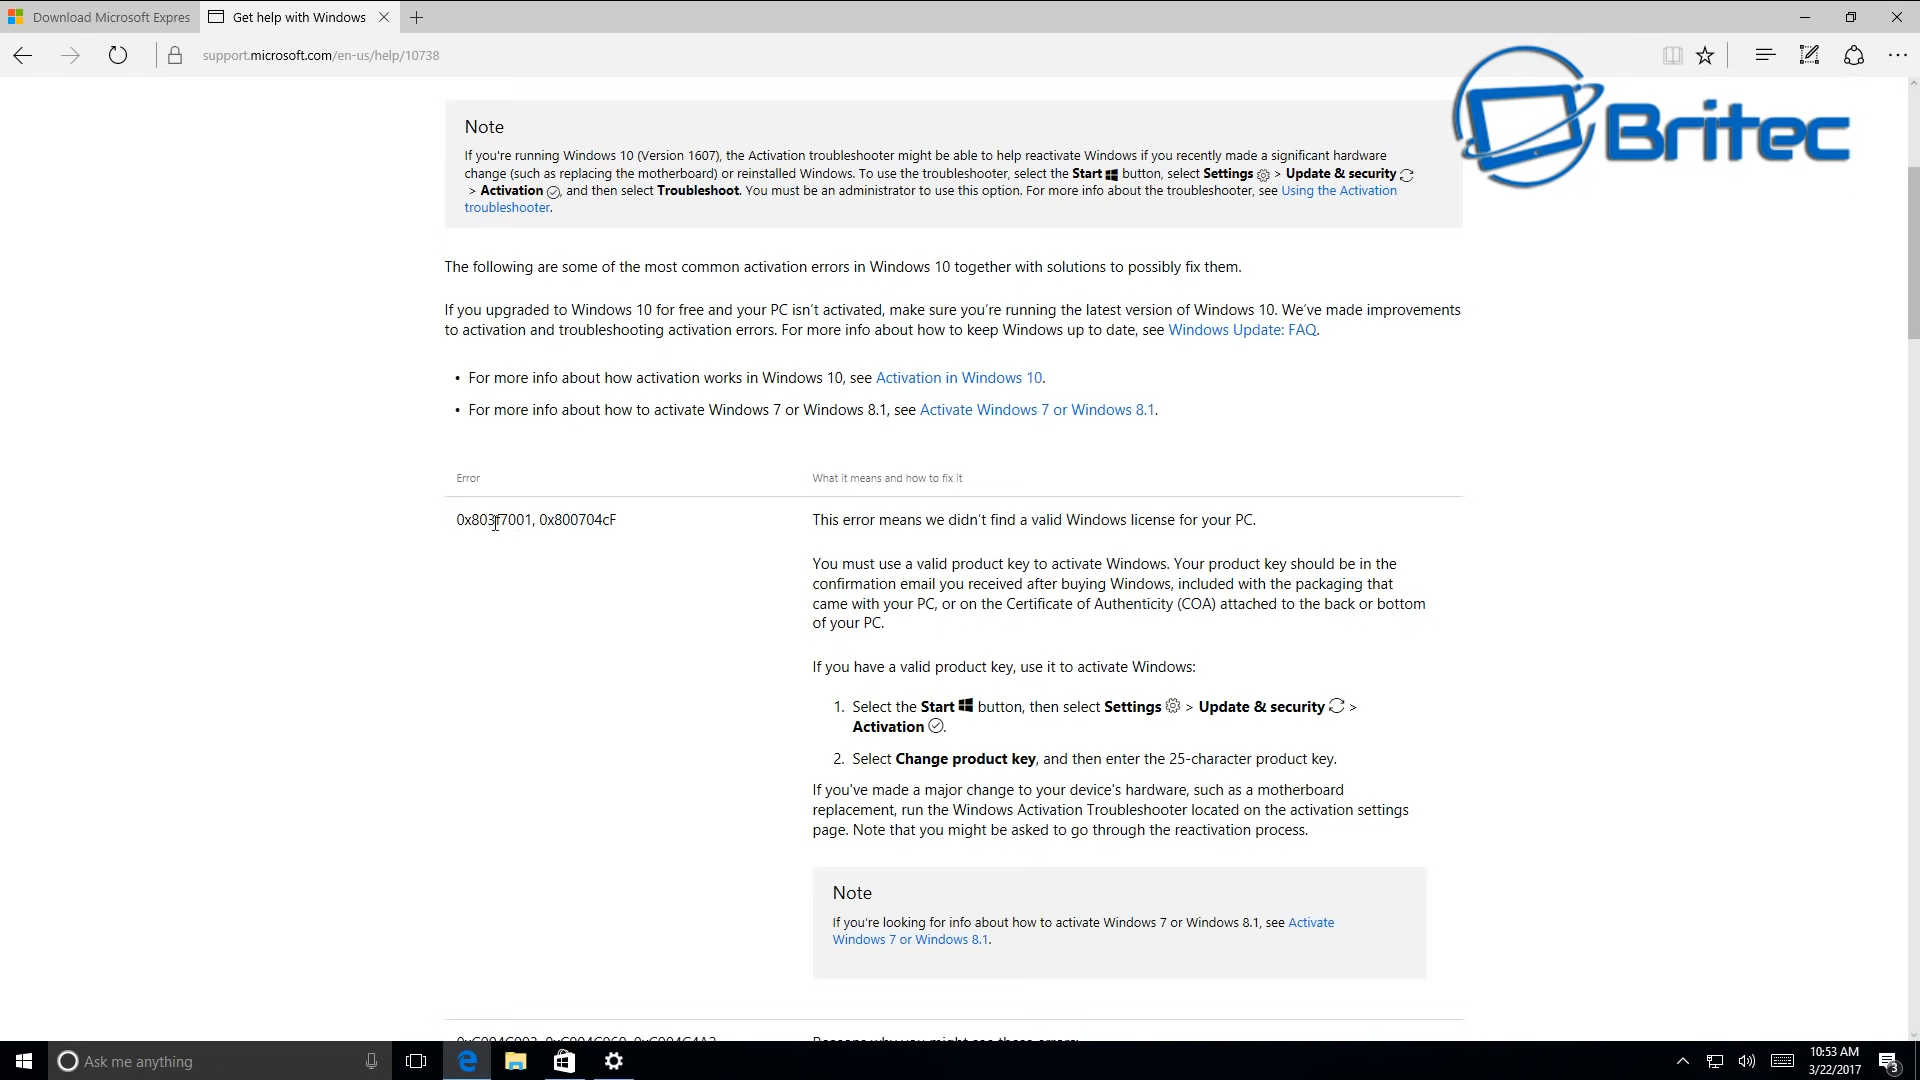 Download Microsoft Expres
Get help with Windows
support.microsoft.com/en-us/help/10738
Britec
Note
If you're running Windows 10 (Version 1607), the Activation troubleshooter might be able to help reactivate Windows if you recently made a significant hardware
change (such as replacing the motherboard) or reinstalled Windows. To use the troubleshooter, select the Start button, select Settings > Update & security
> Activation , and then select Troubleshoot. You must be an administrator to use this option. For more info about the troubleshooter, see Using the Activation
troubleshooter.
The following are some of the most common activation errors in Windows 10 together with solutions to possibly fix them.
If you upgraded to Windows 10 for free and your PC isn't activated, make sure you're running the latest version of Windows 10. We've made improvements
to activation and troubleshooting activation errors. For more info about how to keep Windows up to date, see Windows Update: FAQ.
• For more info about how activation works in Windows 10, see Activation in Windows 10.
• For more info about how to activate Windows 7 or Windows 8.1, see Activate Windows 7 or Windows 8.1.
Error
What it means and how to fix it
0x803f7001, 0x800704cF
This error means we didn't find a valid Windows license for your PC.
You must use a valid product key to activate Windows. Your product key should be in the
confirmation email you received after buying Windows, included with the packaging that
came with your PC, or on the Certificate of Authenticity (COA) attached to the back or bottom
of your PC.
If you have a valid product key, use it to activate Windows:
1. Select the Start button, then select Settings > Update & security >
Activation .
2. Select Change product key, and then enter the 25-character product key.
If you've made a major change to your device's hardware, such as a motherboard
replacement, run the Windows Activation Troubleshooter located on the activation settings
page. Note that you might be asked to go through the reactivation process.
Note
If you're looking for info about how to activate Windows 7 or Windows 8.1, see Activate
Windows 7 or Windows 8.1.
Reasons why you might see these errors:
Ask me anything
10:53 AM
3/22/2017
3